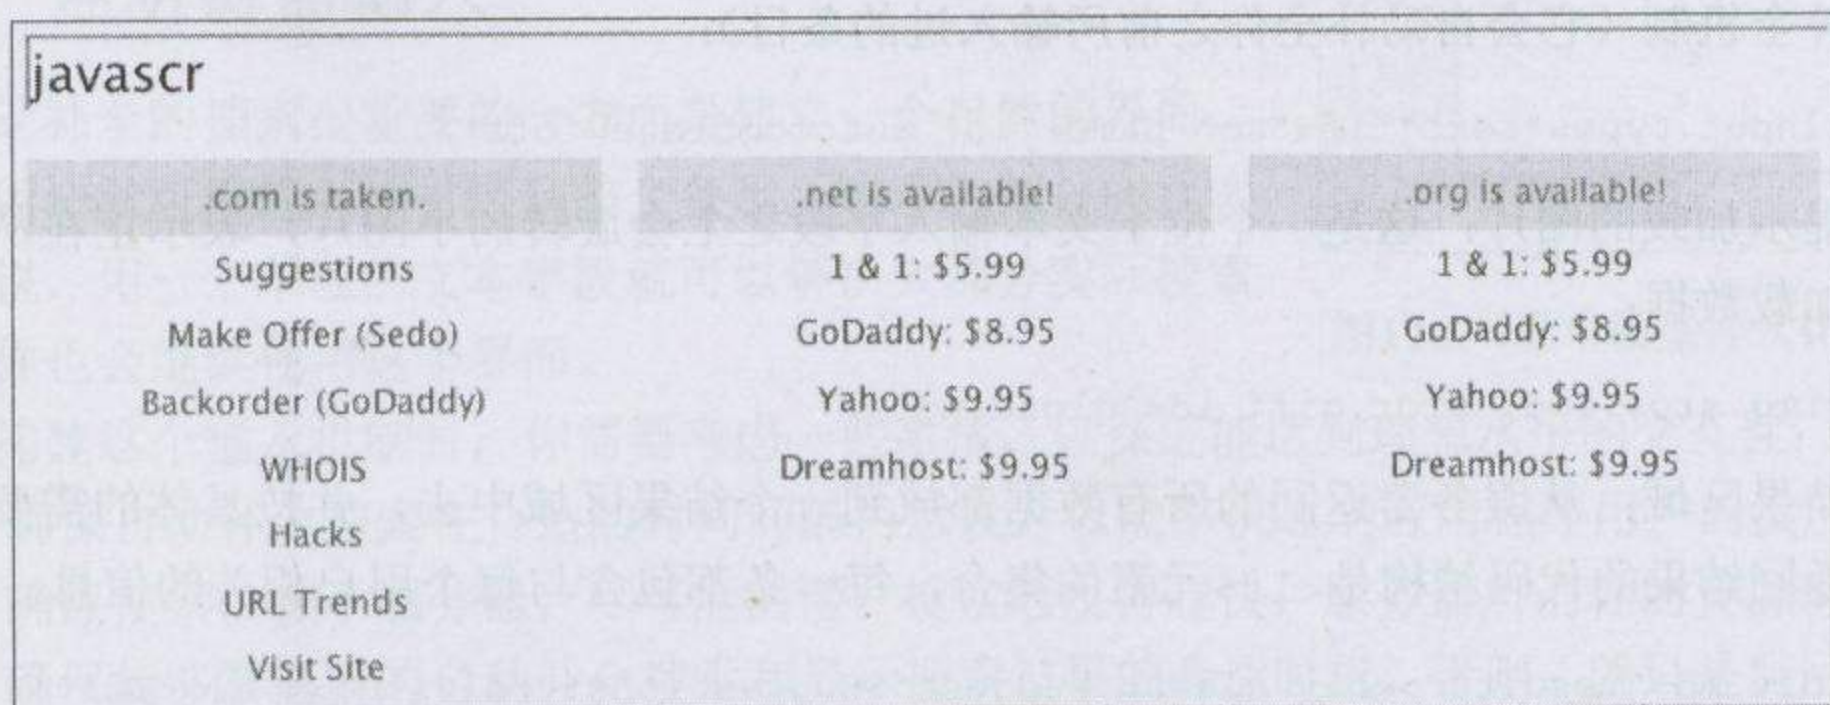 javascr
.com is taken. .net is available! .org is available!
Suggestions 1 & 1: $5.99 1 & 1: $5.99
Make Offer (Sedo) GoDaddy: $8.95 GoDaddy: $8.95
Backorder (GoDaddy) Yahoo: $9.95 Yahoo: $9.95
WHOIS Dreamhost: $9.95 Dreamhost: $9.95
Hacks
URL Trends
Visit Site